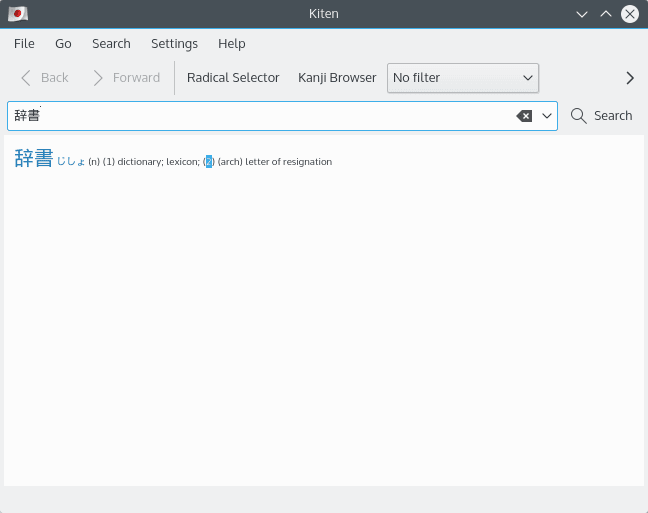 Kiten
File Go Search Settings Help
Back Forward Radical Selector Kanji Browser No filter
辞書 Search
辞書 じしょ (n) (1) dictionary; lexicon; (2) (arch) letter of resignation